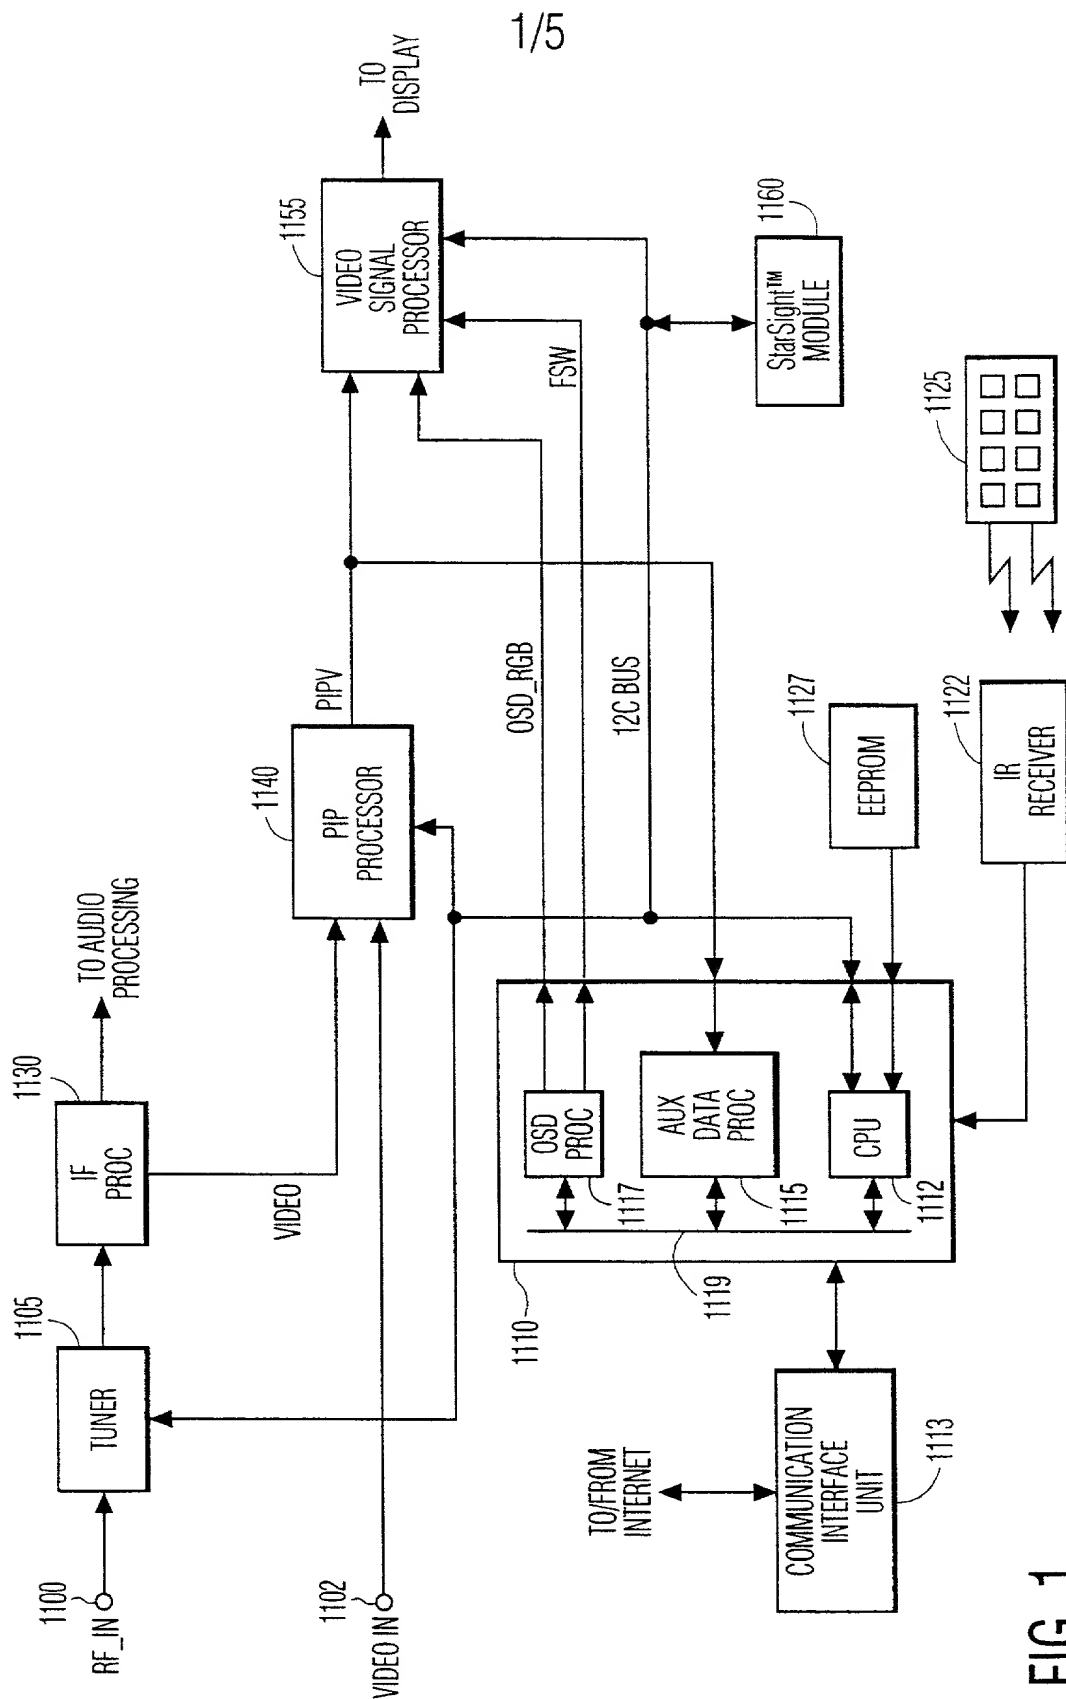 1/5
RF_IN
1100
TUNER
1105
IF
PROC
1130
TO AUDIO
PROCESSING
VIDEO
VIDEO IN
1102
PIP
PROCESSOR
1140
PIPV
VIDEO
SIGNAL
PROCESSOR
1155
TO
DISPLAY
OSD_RGB
FSW
12C BUS
StarSight™
MODULE
1160
OSD
PROC
1117
AUX
DATA
PROC
1115
CPU
1112
1119
1110
EEPROM
1127
IR
RECEIVER
1122
1125
TO/FROM
INTERNET
COMMUNICATION
INTERFACE
UNIT
1113
FIG. 1